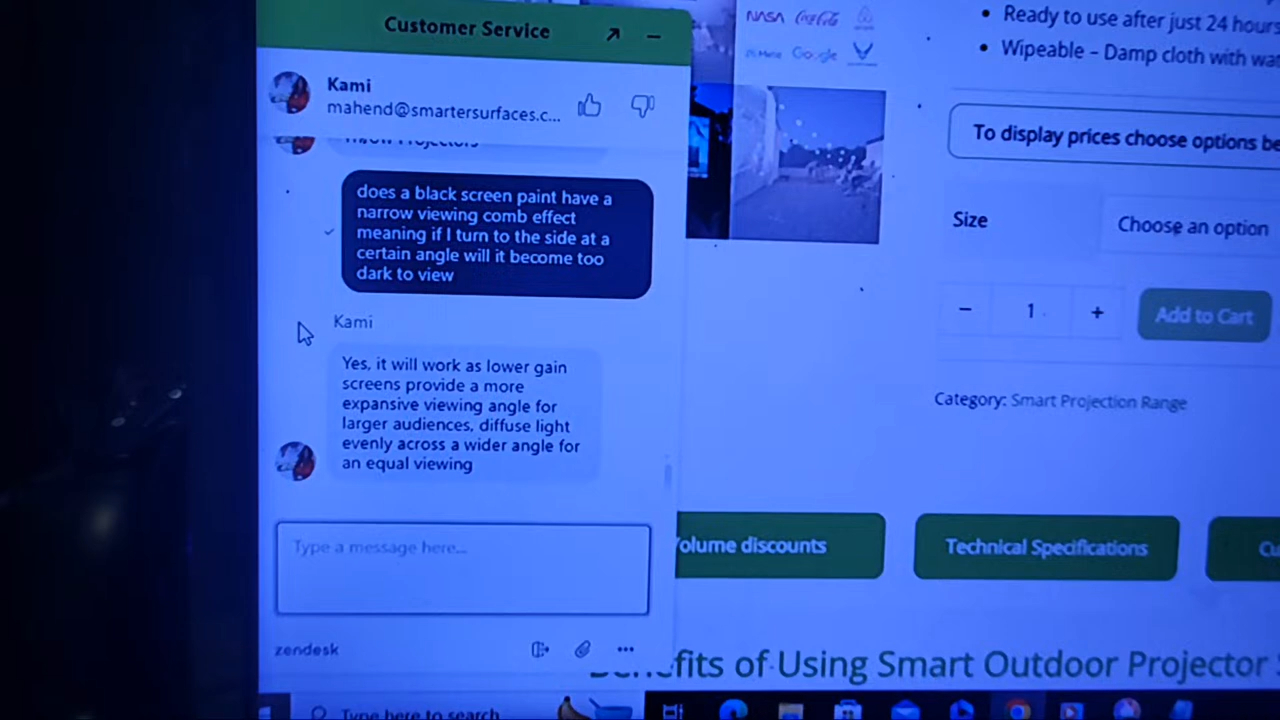 Customer Service
Kami
mahend@smartersurfaces.c...
does a black screen paint have a
narrow viewing comb effect
meaning if I turn to the side at a
certain angle will it become too
dark to view
Kami
Yes, it will work as lower gain
screens provide a more
expansive viewing angle for
larger audiences, diffuse light
evenly across a wider angle for
an equal viewing
Type a message here...
zendesk
NASA Coca-Cola
Google
• Ready to use after just 24 hours
• Wipeable – Damp cloth with
To display prices choose options
Size
Choose an option
− 1 +
Add to Cart
Category: Smart Projection Range
Volume discounts
Technical Specifications
of Using Smart Outdoor Projector
Type here to search